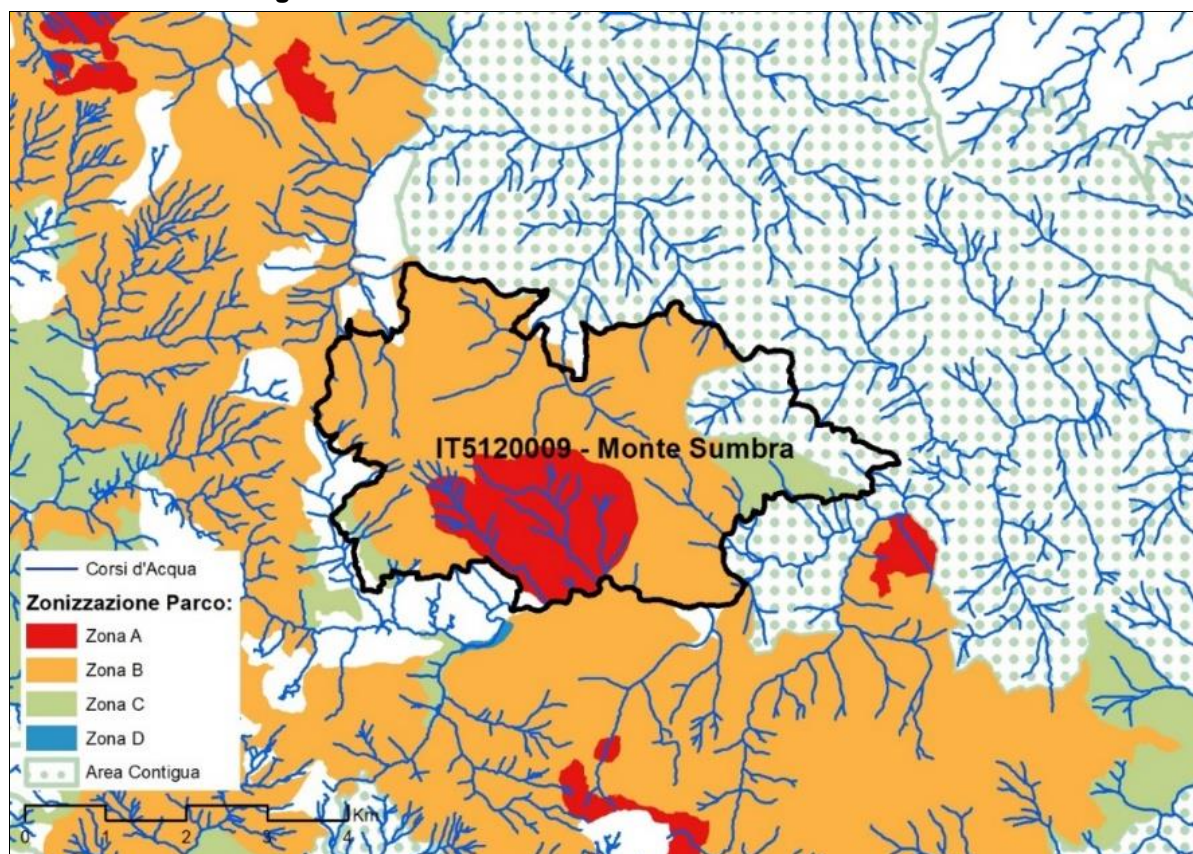 g
IT5120009 - Monte Sumbra
Corsi d'Acqua
Zonizzazione Parco:
Zona A
Zona B
Zona C
Zona D
Area Contigua
Km
0 1 2 3 4